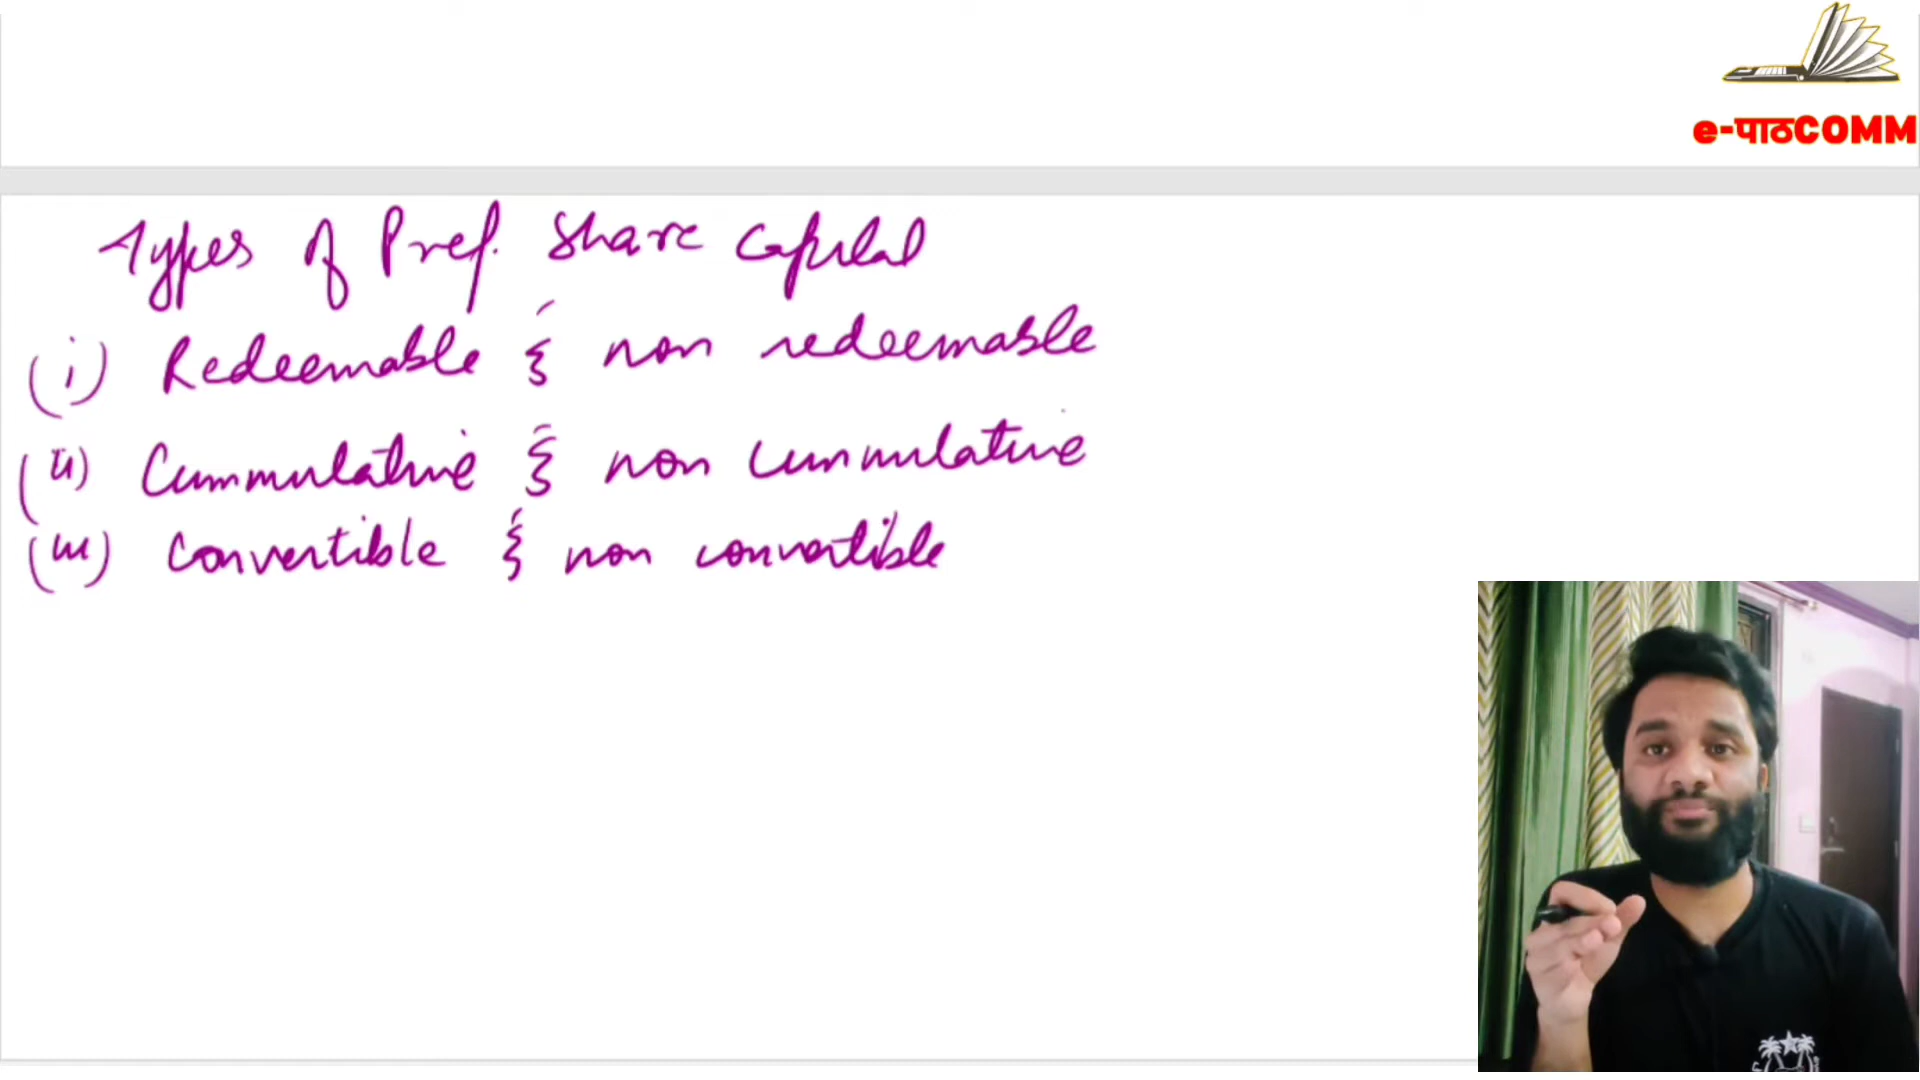 e-पाठCOMM
Types of Pref. Share Capital
(i) Redeemable & non redeemable
(ii) Cummulative & non cummulative
(iii) Convertible & non convertible